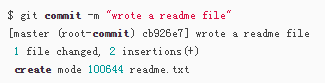 $ git commit -m "wrote a readme file"
[master (root-commit) cb926e7] wrote a readme file
1 file changed, 2 insertions(+)
create mode 100644 readme.txt